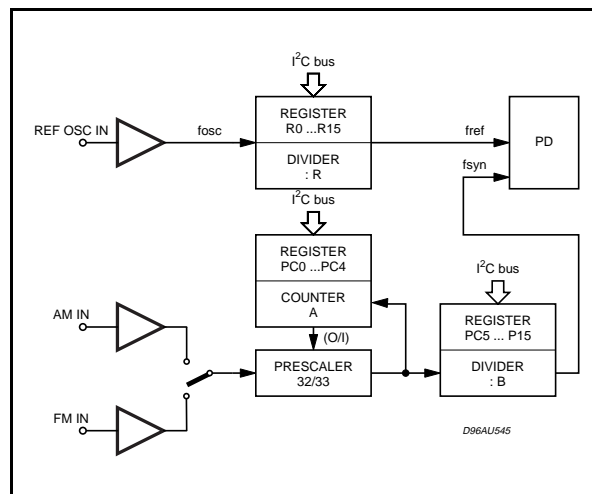 I²C bus
REF OSC IN
fosc
REGISTER
R0 ...R15
DIVIDER
: R
fref
fsyn
PD
I²C bus
REGISTER
PC0 ...PC4
COUNTER
A
(O/I)
AM IN
FM IN
PRESCALER
32/33
I²C bus
REGISTER
PC5 ... P15
DIVIDER
: B
D96AU545